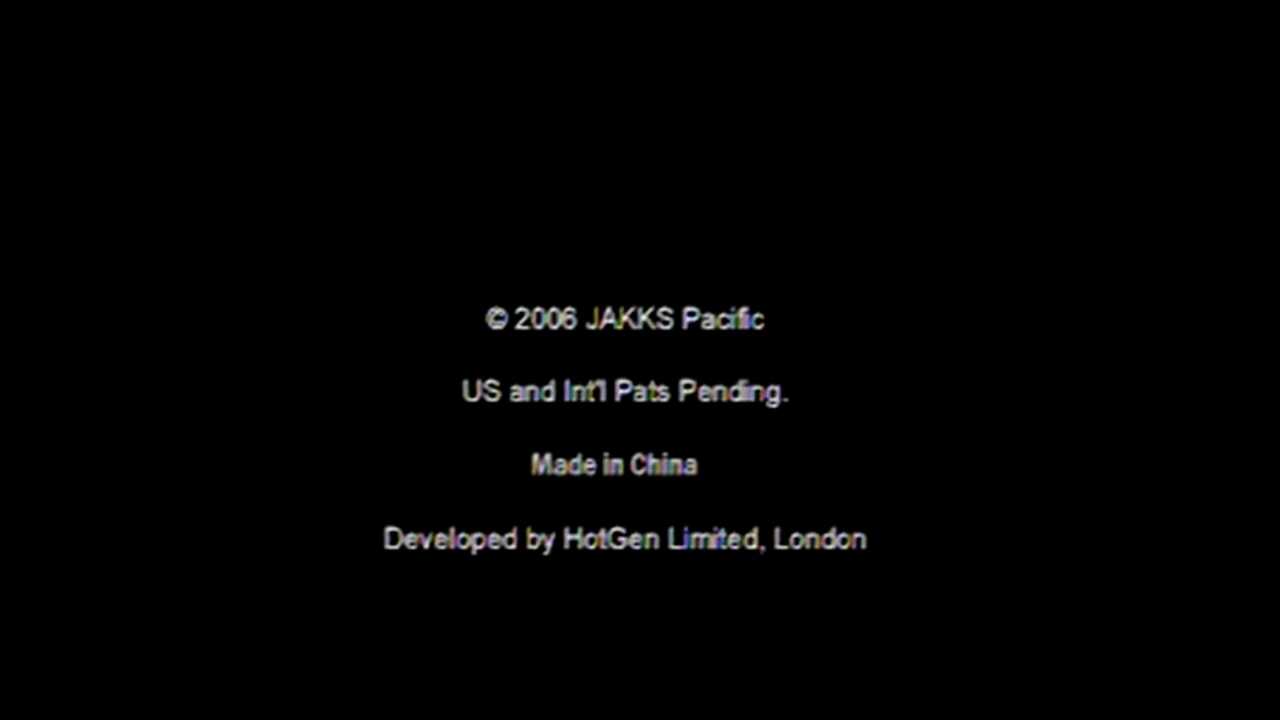 © 2006 JAKKS Pacific
US and Int'l Pats Pending.
Made in China
Developed by HotGen Limited, London